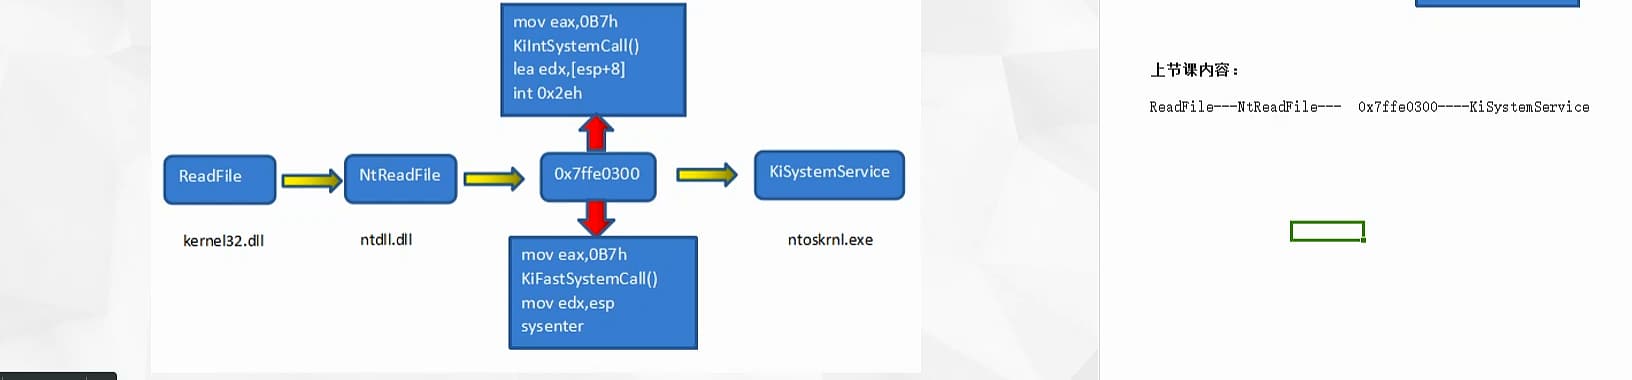 mov eax,0B7h
KiIntSystemCall()
lea edx,[esp+8]
int 0x2eh
ReadFile
NtReadFile
0x7ffe0300
KiSystemService
kernel32.dll
ntdll.dll
ntoskrnl.exe
mov eax,0B7h
KiFastSystemCall()
mov edx,esp
sysenter
上节课内容：
ReadFile---NtReadFile--- 0x7ffe0300----KiSystemService